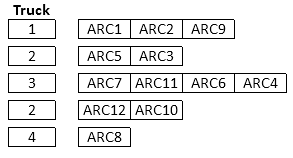 Truck
1 ARC1 ARC2 ARC9
2 ARC5 ARC3
3 ARC7 ARC11 ARC6 ARC4
2 ARC12 ARC10
4 ARC8